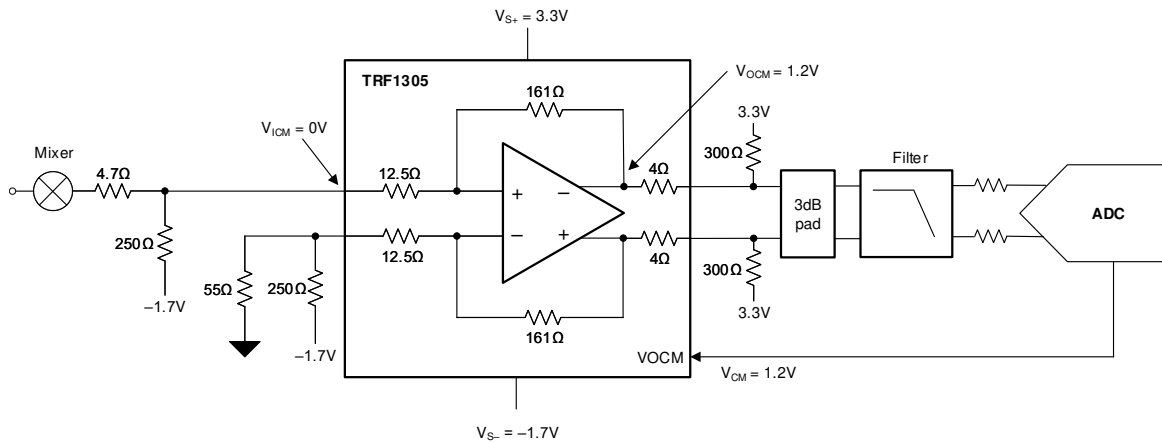 V_S+ = 3.3V
TRF1305
161Ω
V_OCM = 1.2V
V_ICM = 0V
3.3V
Mixer
300Ω
Filter
4.7Ω
12.5Ω
4Ω
+
−
3dB
pad
ADC
250Ω
−
+
12.5Ω
4Ω
55Ω
250Ω
300Ω
−1.7V
3.3V
161Ω
−1.7V
VOCM
V_CM = 1.2V
V_S– = −1.7V